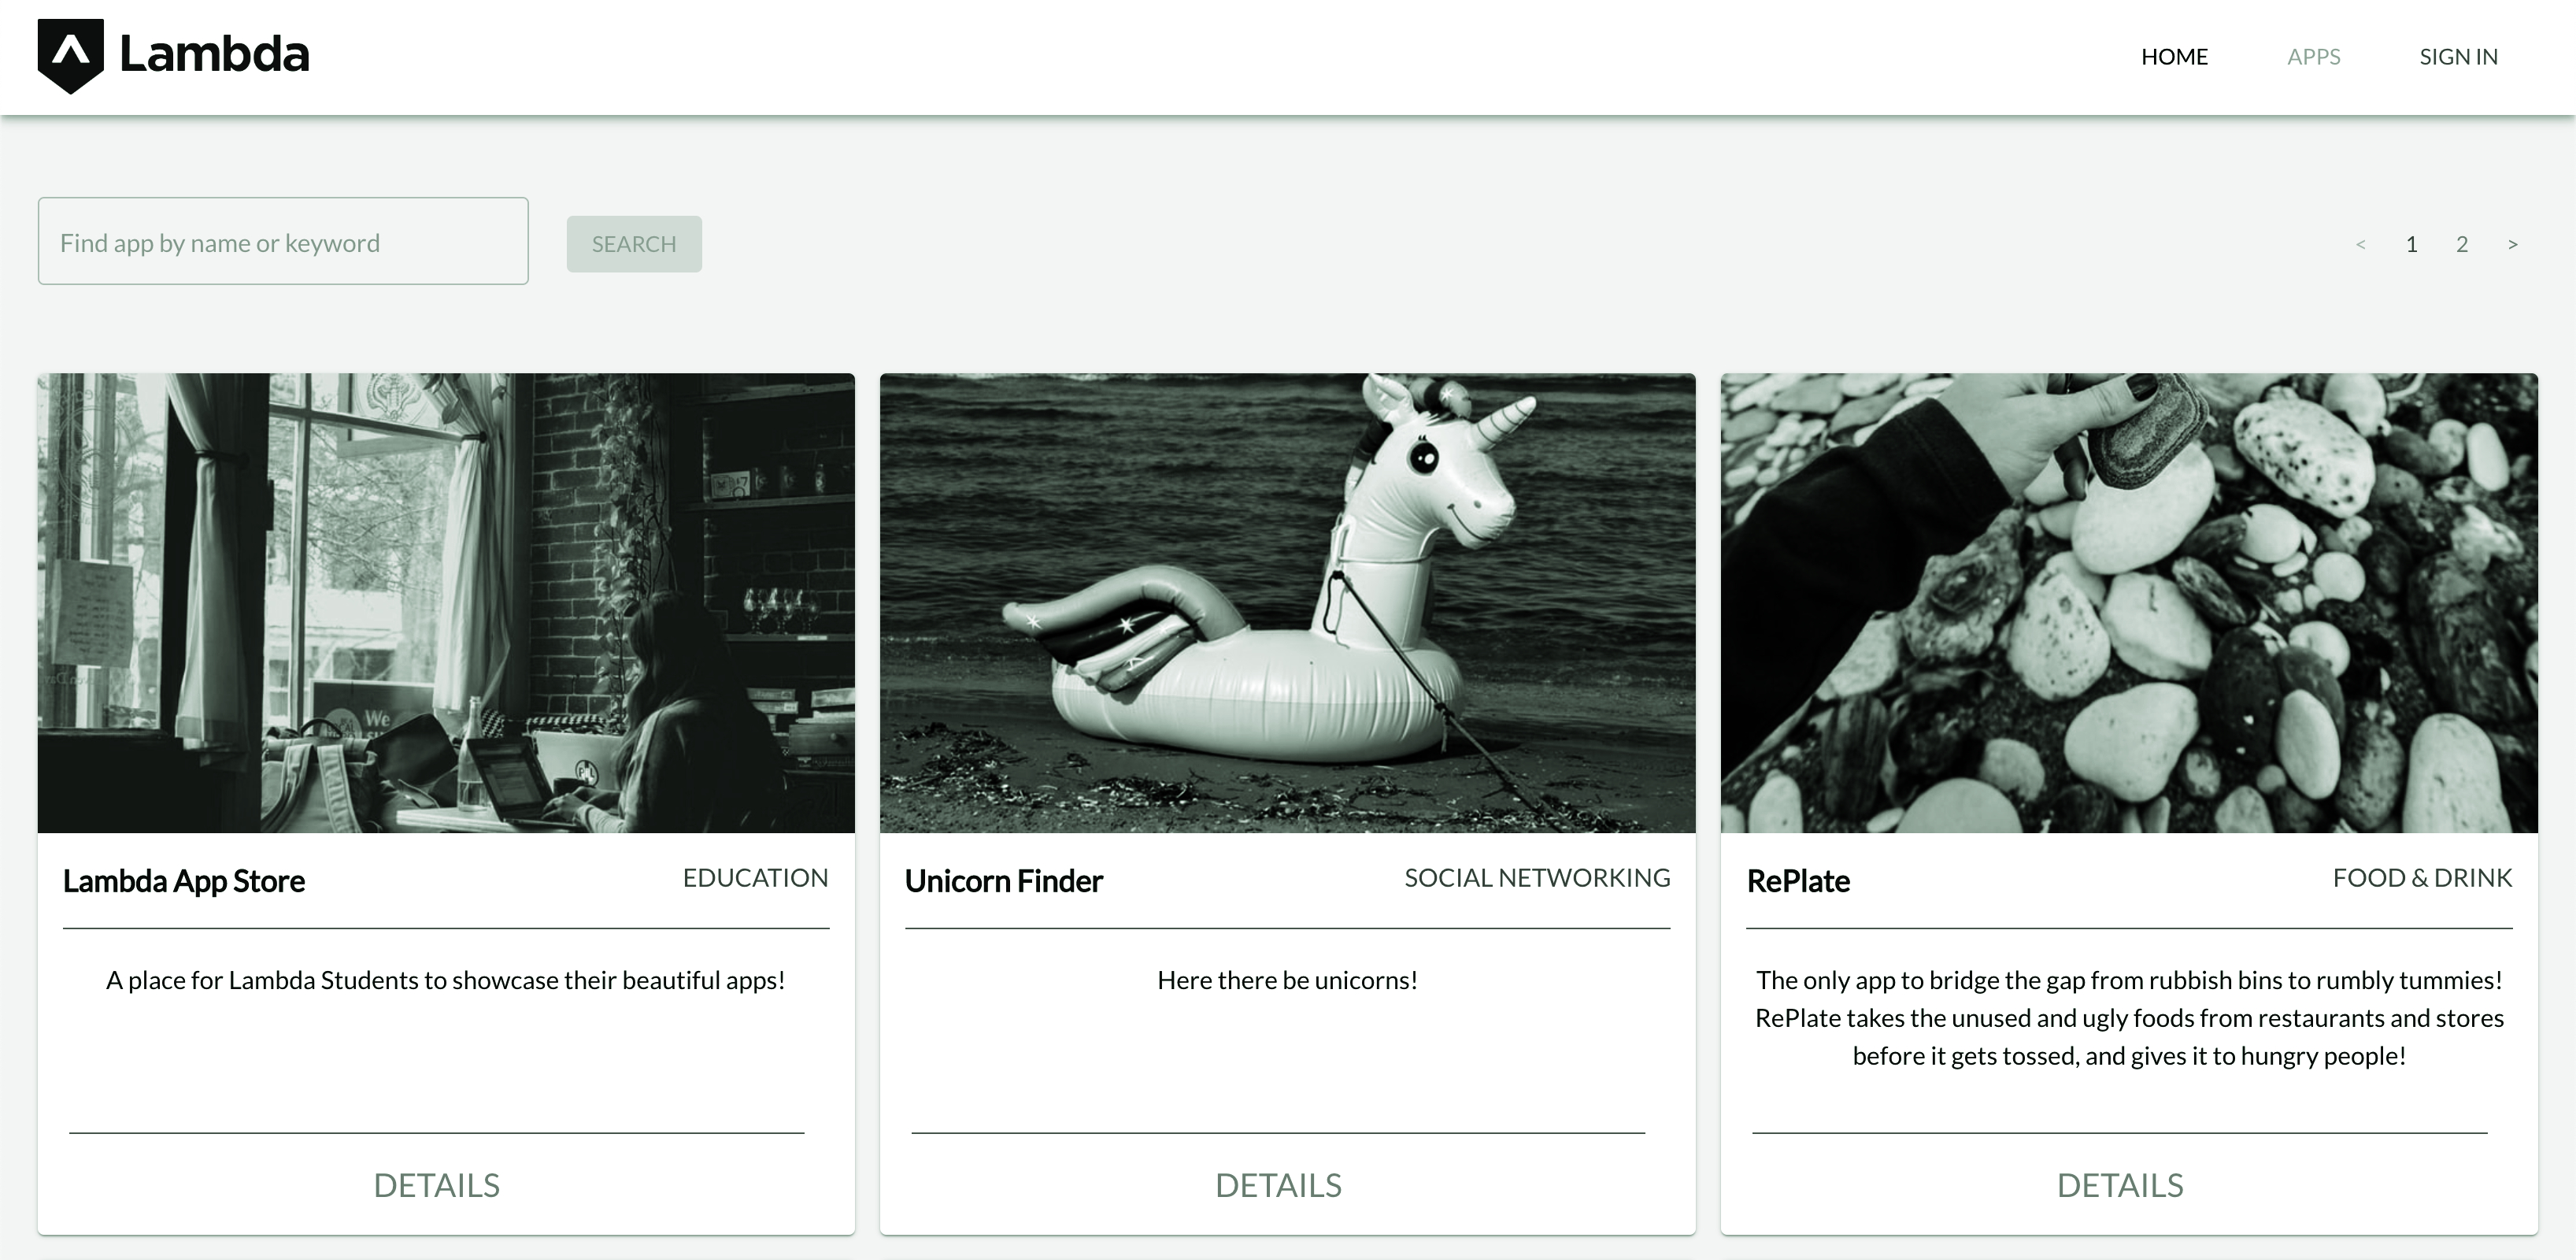 Lambda
HOME APPS SIGN IN
Find app by name or keyword
SEARCH
< 1 2 >
We
Lambda App Store EDUCATION
A place for Lambda Students to showcase their beautiful apps!
DETAILS
Unicorn Finder SOCIAL NETWORKING
Here there be unicorns!
DETAILS
RePlate FOOD & DRINK
The only app to bridge the gap from rubbish bins to rumbly tummies!
RePlate takes the unused and ugly foods from restaurants and stores
before it gets tossed, and gives it to hungry people!
DETAILS